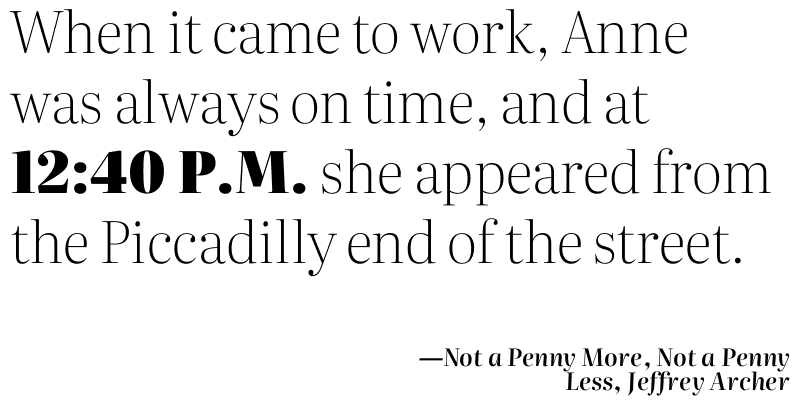 When it came to work, Anne
was always on time, and at
12:40 P.M. she appeared from
the Piccadilly end of the street.
—Not a Penny More, Not a Penny
Less, Jeffrey Archer